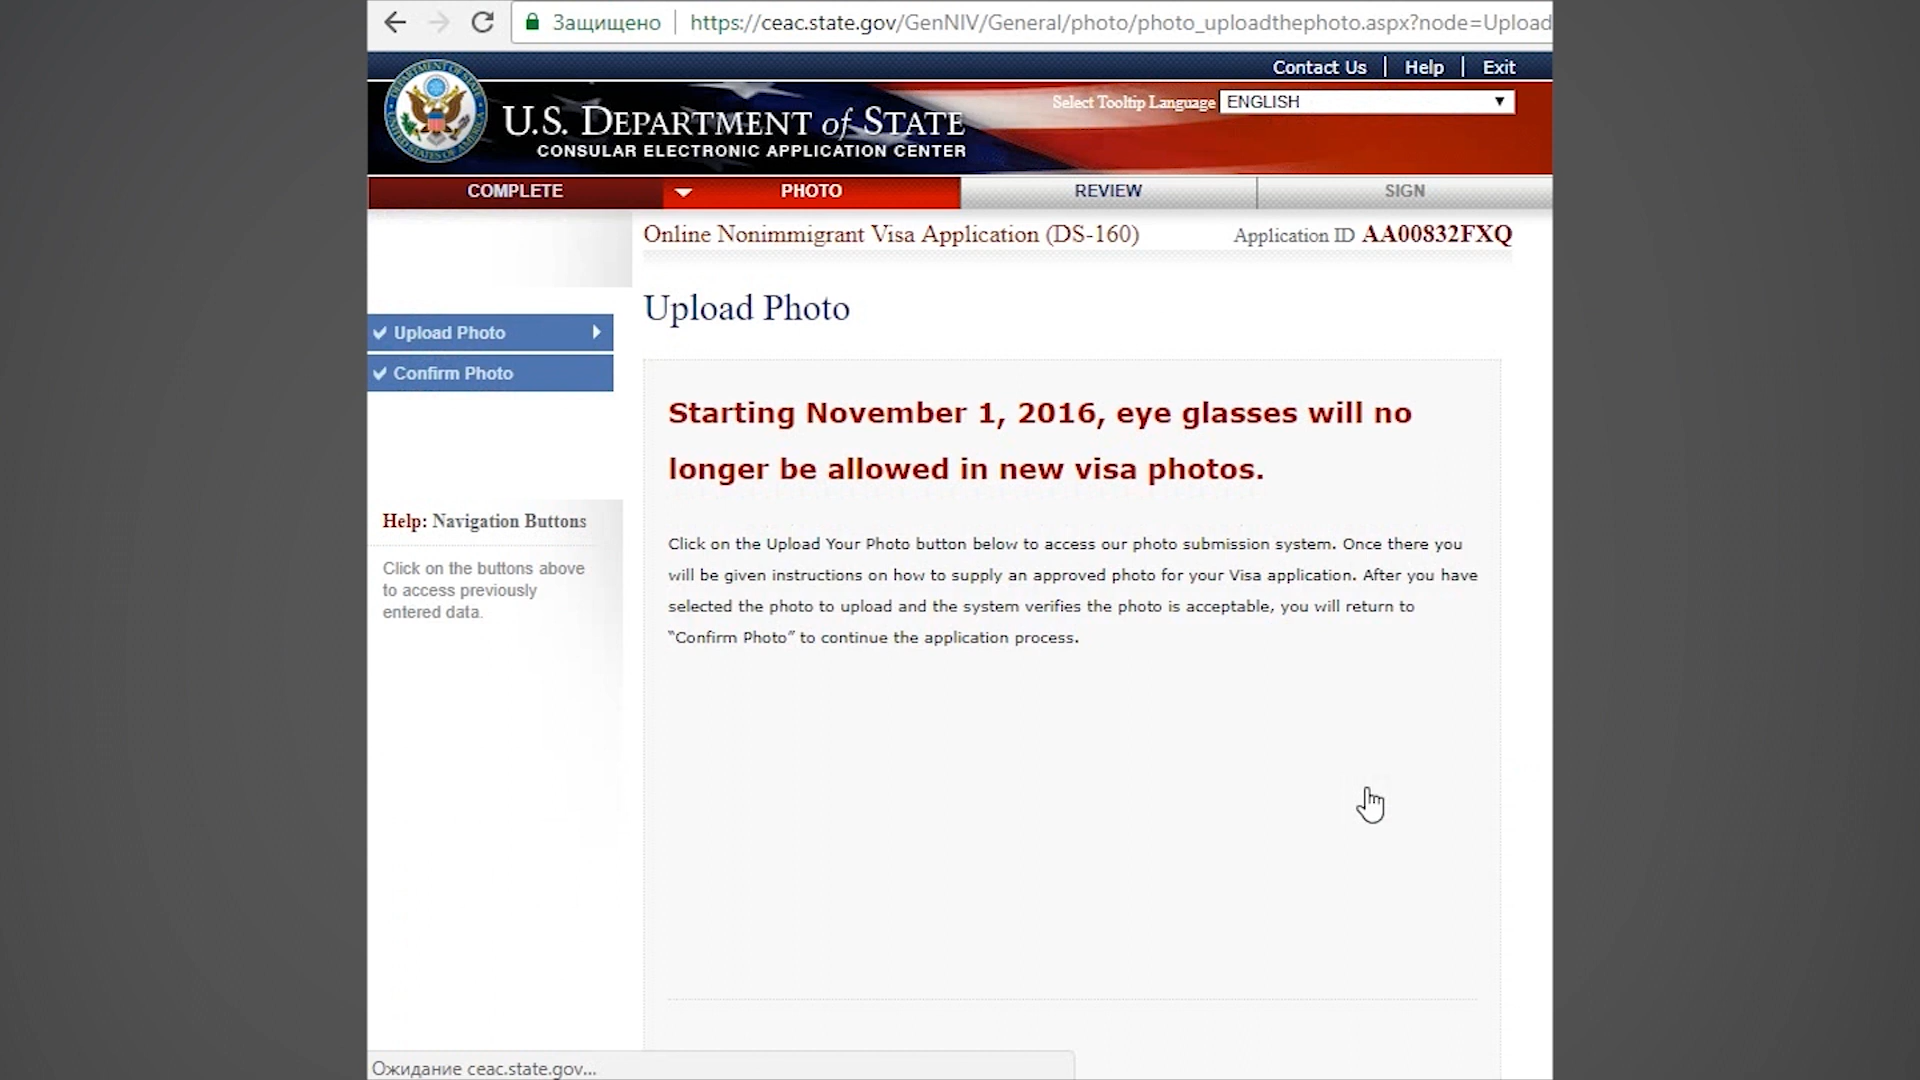 Защищено https://ceac.state.gov/GenNIV/General/photo/photo_uploadthephoto.aspx?node=Upload
Contact Us Help Exit
Select Tooltip Language ENGLISH
U.S. DEPARTMENT of STATE
CONSULAR ELECTRONIC APPLICATION CENTER
COMPLETE PHOTO REVIEW SIGN
Online Nonimmigrant Visa Application (DS-160) Application ID AA00832FXQ
Upload Photo
Upload Photo
Confirm Photo
Help: Navigation Buttons
Click on the buttons above
to access previously
entered data.
Starting November 1, 2016, eye glasses will no
longer be allowed in new visa photos.
Click on the Upload Your Photo button below to access our photo submission system. Once there you
will be given instructions on how to supply an approved photo for your Visa application. After you have
selected the photo to upload and the system verifies the photo is acceptable, you will return to
“Confirm Photo” to continue the application process.
Ожидание ceac.state.gov...